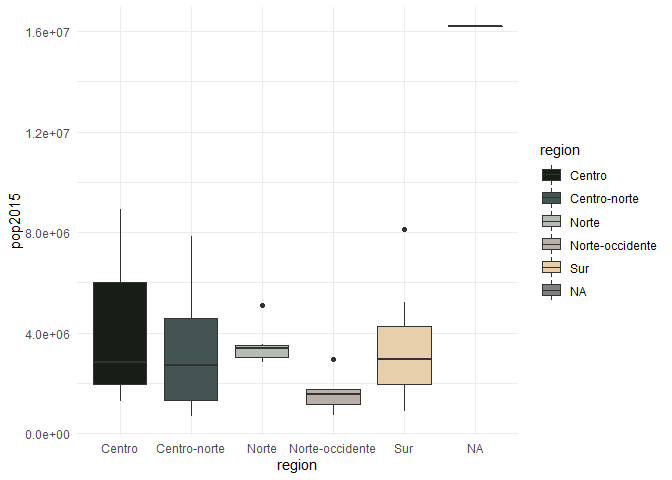 1.6e+07
1.2e+07
8.0e+06
4.0e+06
0.0e+00
pop2015
Centro
Centro-norte
Norte
Norte-occidente
Sur
NA
region
region
Centro
Centro-norte
Norte
Norte-occidente
Sur
NA